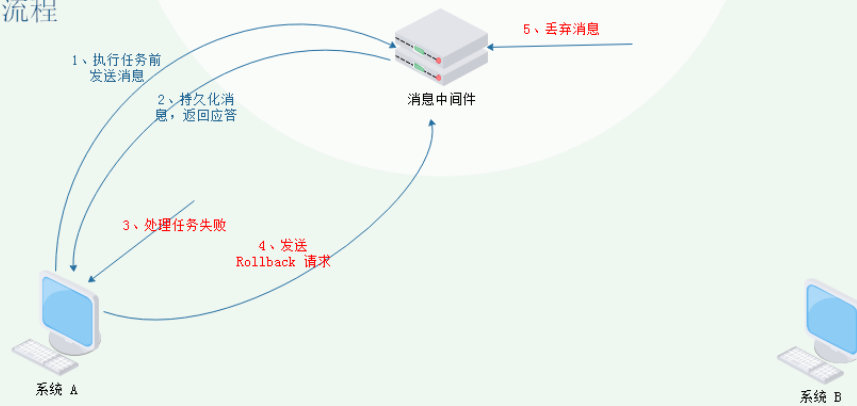 流程
5、丢弃消息
1、执行任务前
发送消息
2、持久化消
息，返回应答
消息中间件
3、处理任务失败
4、发送
Rollback 请求
系统 A
系统 B